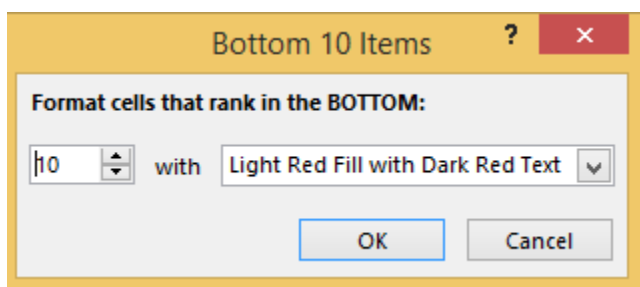 Bottom 10 Items ? ×
Format cells that rank in the BOTTOM:
10 with Light Red Fill with Dark Red Text
OK Cancel